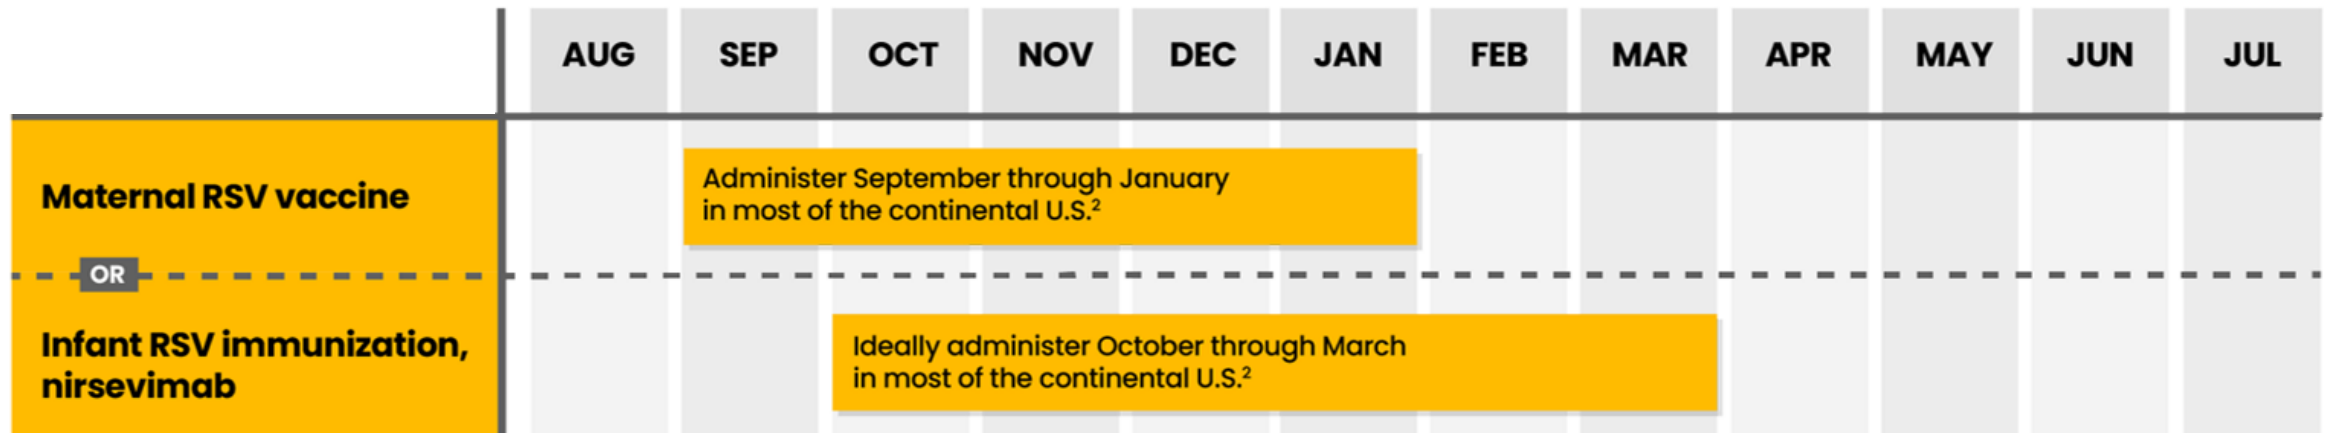 AUG SEP OCT NOV DEC JAN FEB MAR APR MAY JUN JUL
Maternal RSV vaccine
Administer September through January
in most of the continental U.S.²
OR
Infant RSV immunization,
nirsevimab
Ideally administer October through March
in most of the continental U.S.²